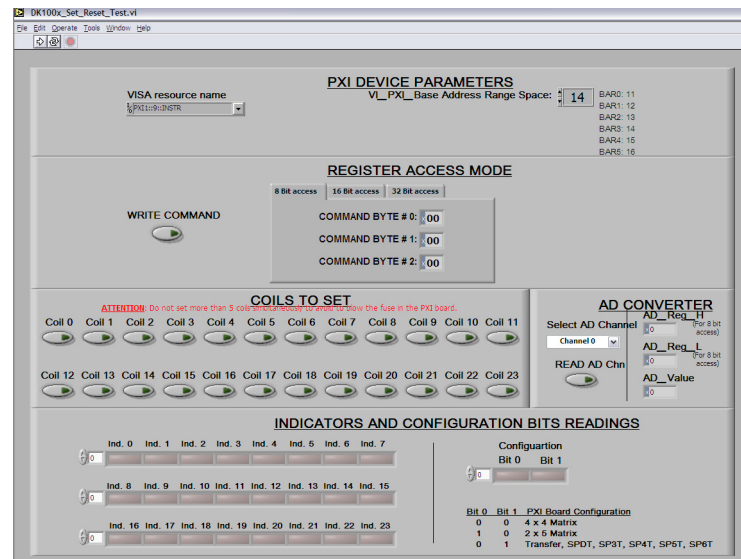 DK100x_Set_Reset_Test.vi
File Edit Operate Tools Window Help
PXI DEVICE PARAMETERS
VISA resource name
PXI1::9::INSTR
VI_PXI_Base Address Range Space: 14
BAR0: 11
BAR1: 12
BAR2: 13
BAR3: 14
BAR4: 15
BAR5: 16
REGISTER ACCESS MODE
8 Bit access 16 Bit access 32 Bit access
WRITE COMMAND
COMMAND BYTE # 0: x00
COMMAND BYTE # 1: x00
COMMAND BYTE # 2: x00
COILS TO SET
ATTENTION: Do not set more than 5 coils simultaneously to avoid to blow the fuse in the PXI board.
Coil 0 Coil 1 Coil 2 Coil 3 Coil 4 Coil 5 Coil 6 Coil 7 Coil 8 Coil 9 Coil 10 Coil 11
Coil 12 Coil 13 Coil 14 Coil 15 Coil 16 Coil 17 Coil 18 Coil 19 Coil 20 Coil 21 Coil 22 Coil 23
AD CONVERTER
Select AD Channel
Channel 0
READ AD Chn
AD_Reg_H
x0 (For 8 bit access)
AD_Reg_L
x0 (For 8 bit access)
AD_Value
x0
INDICATORS AND CONFIGURATION BITS READINGS
Ind. 0 Ind. 1 Ind. 2 Ind. 3 Ind. 4 Ind. 5 Ind. 6 Ind. 7
0
Ind. 8 Ind. 9 Ind. 10 Ind. 11 Ind. 12 Ind. 13 Ind. 14 Ind. 15
0
Ind. 16 Ind. 17 Ind. 18 Ind. 19 Ind. 20 Ind. 21 Ind. 22 Ind. 23
0
Configuartion
Bit 0 Bit 1
0
Bit 0 Bit 1 PXI Board Configuration
0 0 4 x 4 Matrix
1 0 2 x 5 Matrix
0 1 Transfer, SPDT, SP3T, SP4T, SP5T, SP6T